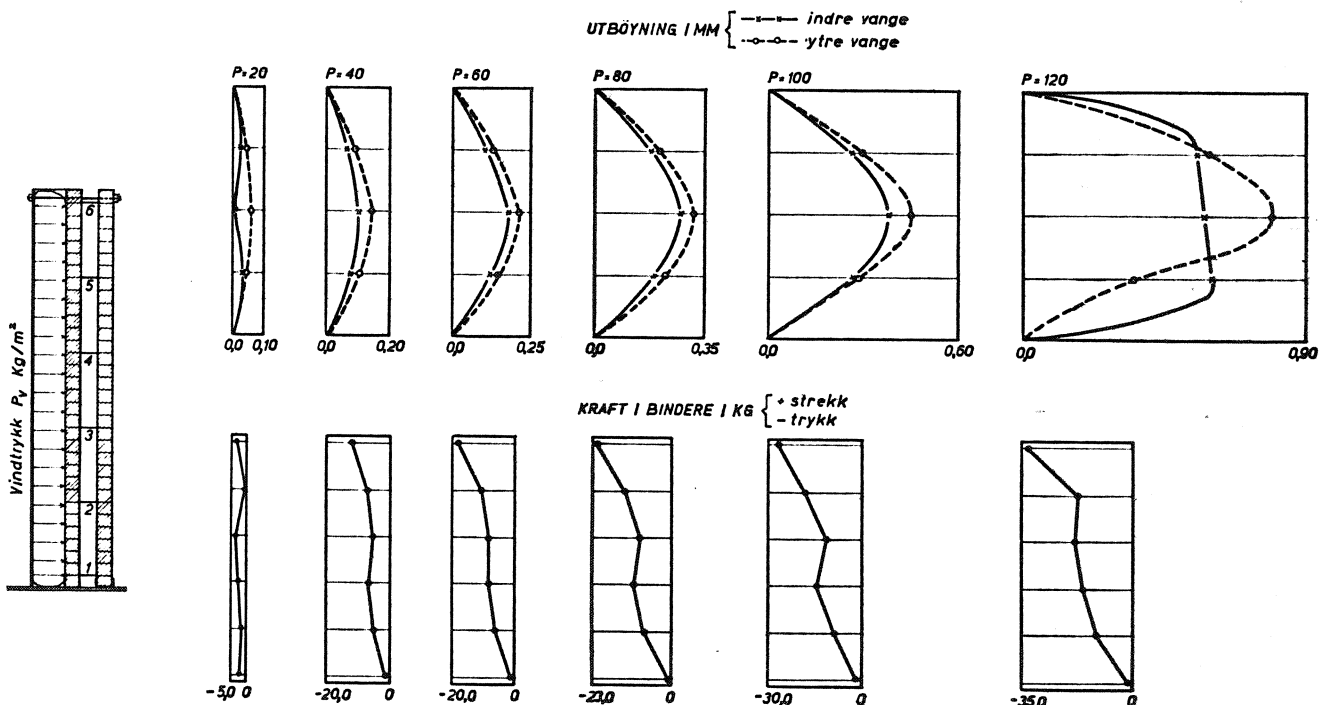 UTBÖYNING I MM
indre vange
ytre vange
P=20
P=40
P=60
P=80
P=100
P=120
0,0 0,10
0,0 0,20
0,0 0,25
0,0 0,35
0,0 0,60
0,0 0,90
Vindtrykk Pv Kg/m²
6
5
4
3
2
1
KRAFT I BINDERE I KG
+ strekk
- trykk
-5,0 0
-20,0 0
-20,0 0
0
-30,0 0
-35,0 0